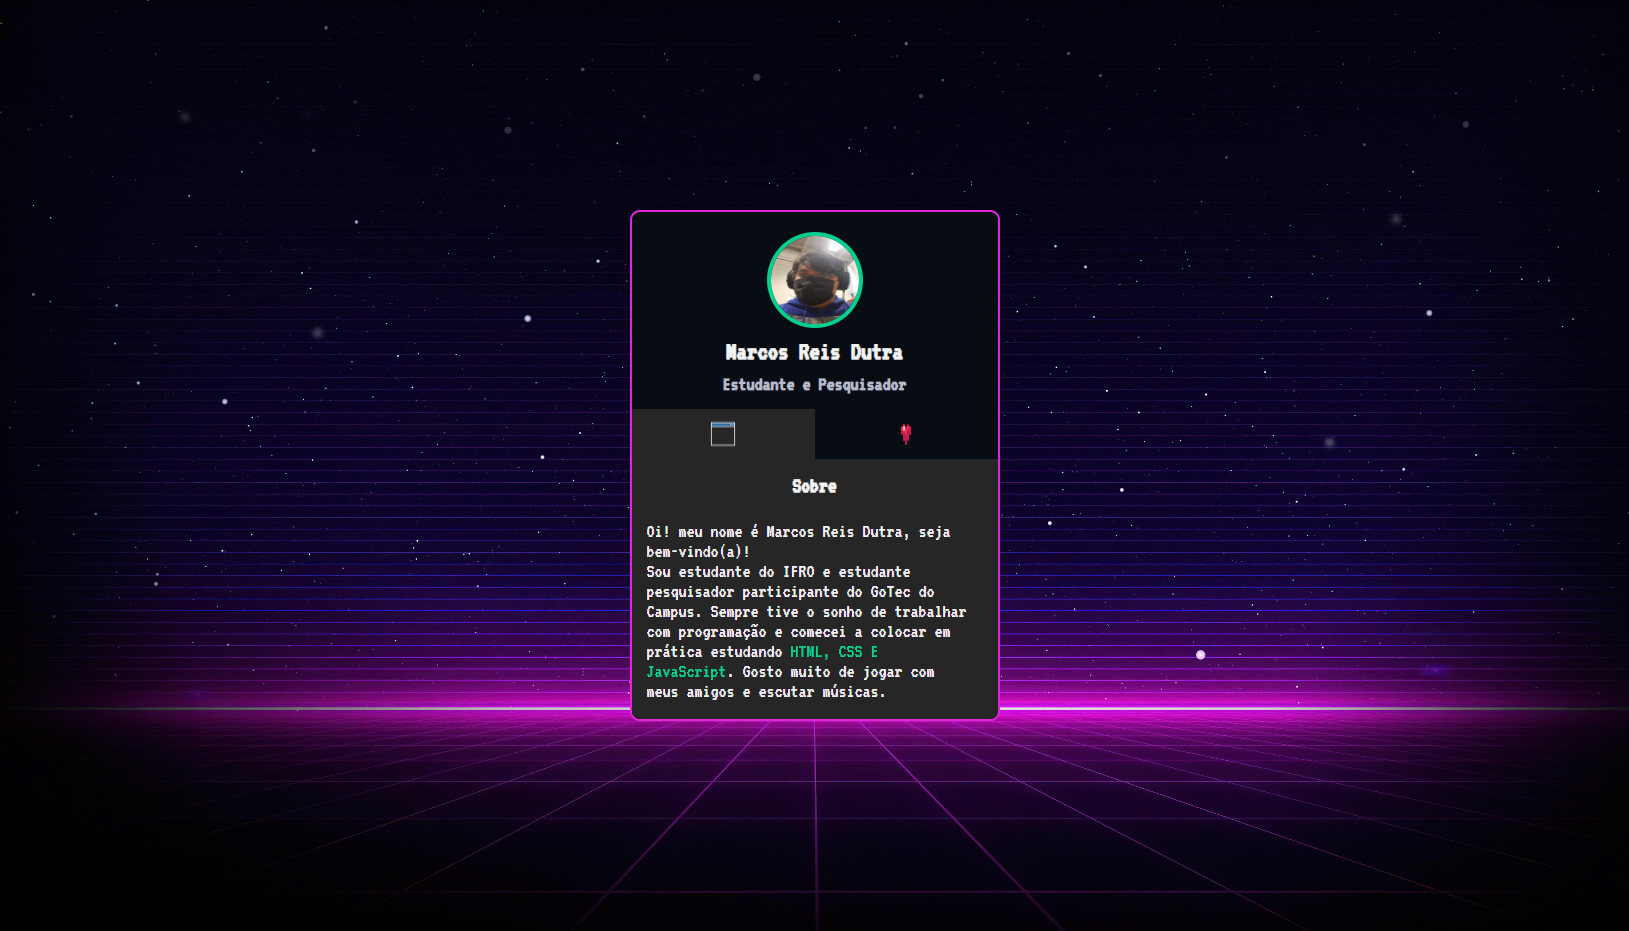 Marcos Reis Dutra
Estudante e Pesquisador
Sobre
Oi! meu nome é Marcos Reis Dutra, seja
bem-vindo(a)!
Sou estudante do IFRO e estudante
pesquisador participante do GoTec do
Campus. Sempre tive o sonho de trabalhar
com programação e comecei a colocar em
prática estudando HTML, CSS E
JavaScript. Gosto muito de jogar com
meus amigos e escutar músicas.